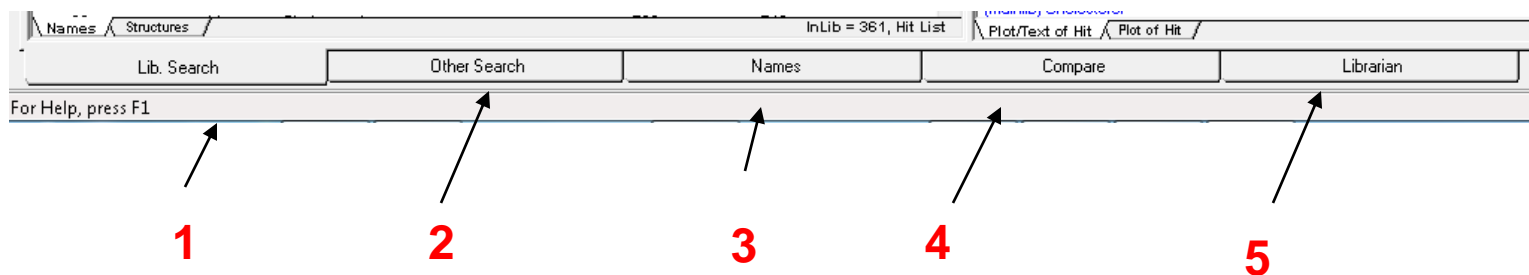 Names Structures InLib = 361, Hit List Plot/Text of Hit Plot of Hit
Lib. Search Other Search Names Compare Librarian
For Help, press F1
1 2 3 4 5